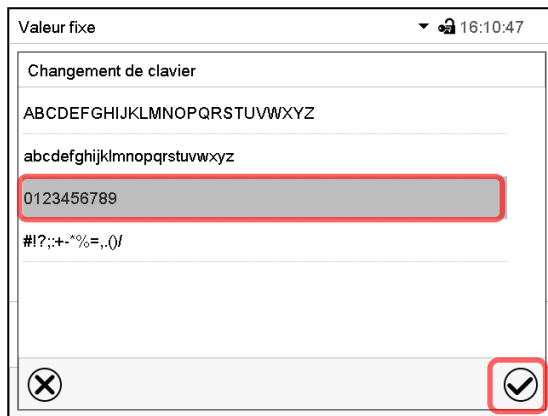 Valeur fixe 16:10:47
Changement de clavier
ABCDEFGHIJKLMNOPQRSTUVWXYZ
abcdefghijklmnopqrstuvwxyz
0123456789
#!?;:+-*%=,.()/